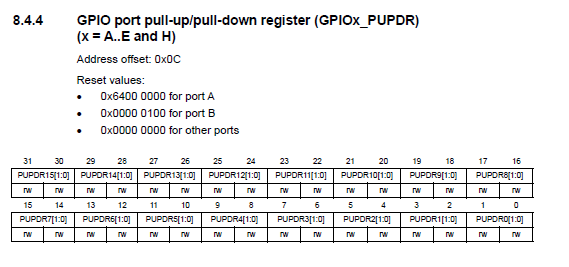 8.4.4 GPIO port pull-up/pull-down register (GPIOx_PUPDR)
(x = A..E and H)
Address offset: 0x0C
Reset values:
• 0x6400 0000 for port A
• 0x0000 0100 for port B
• 0x0000 0000 for other ports
31 30 29 28 27 26 25 24 23 22 21 20 19 18 17 16
PUPDR15[1:0] PUPDR14[1:0] PUPDR13[1:0] PUPDR12[1:0] PUPDR11[1:0] PUPDR10[1:0] PUPDR9[1:0] PUPDR8[1:0]
rw rw rw rw rw rw rw rw rw rw rw rw rw rw rw rw
15 14 13 12 11 10 9 8 7 6 5 4 3 2 1 0
PUPDR7[1:0] PUPDR6[1:0] PUPDR5[1:0] PUPDR4[1:0] PUPDR3[1:0] PUPDR2[1:0] PUPDR1[1:0] PUPDR0[1:0]
rw rw rw rw rw rw rw rw rw rw rw rw rw rw rw rw